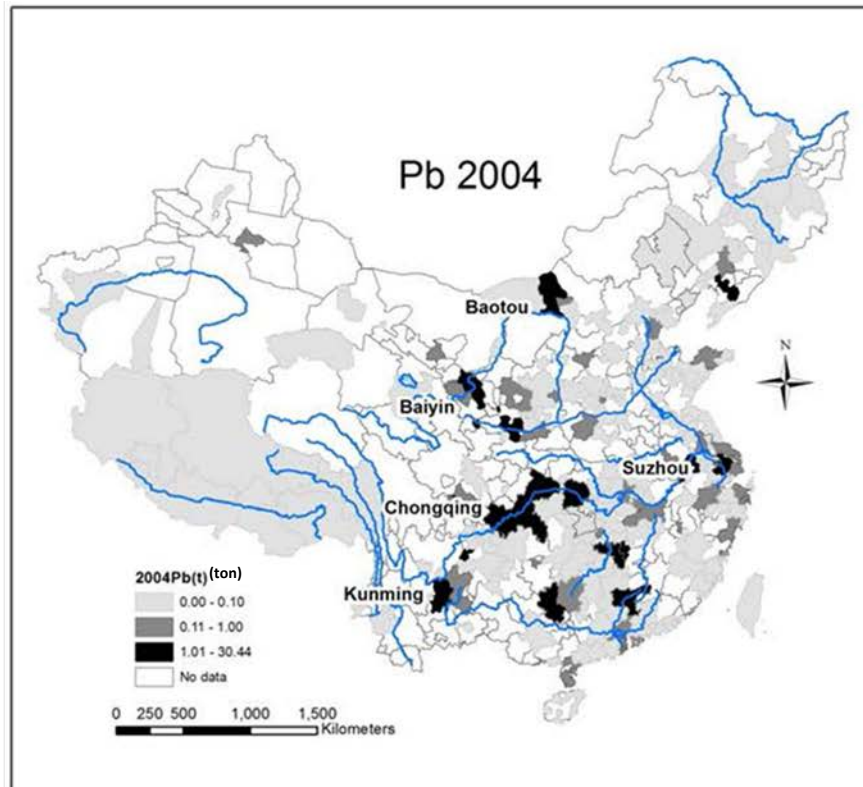 Pb 2004
Baotou
N
Baiyin
Suzhou
Chongqing
2004Pb(t)(ton)
Kunming
0.00 - 0.10
0.11 - 1.00
1.01 - 30.44
No data
0 250 500 1,000 1,500
Kilometers